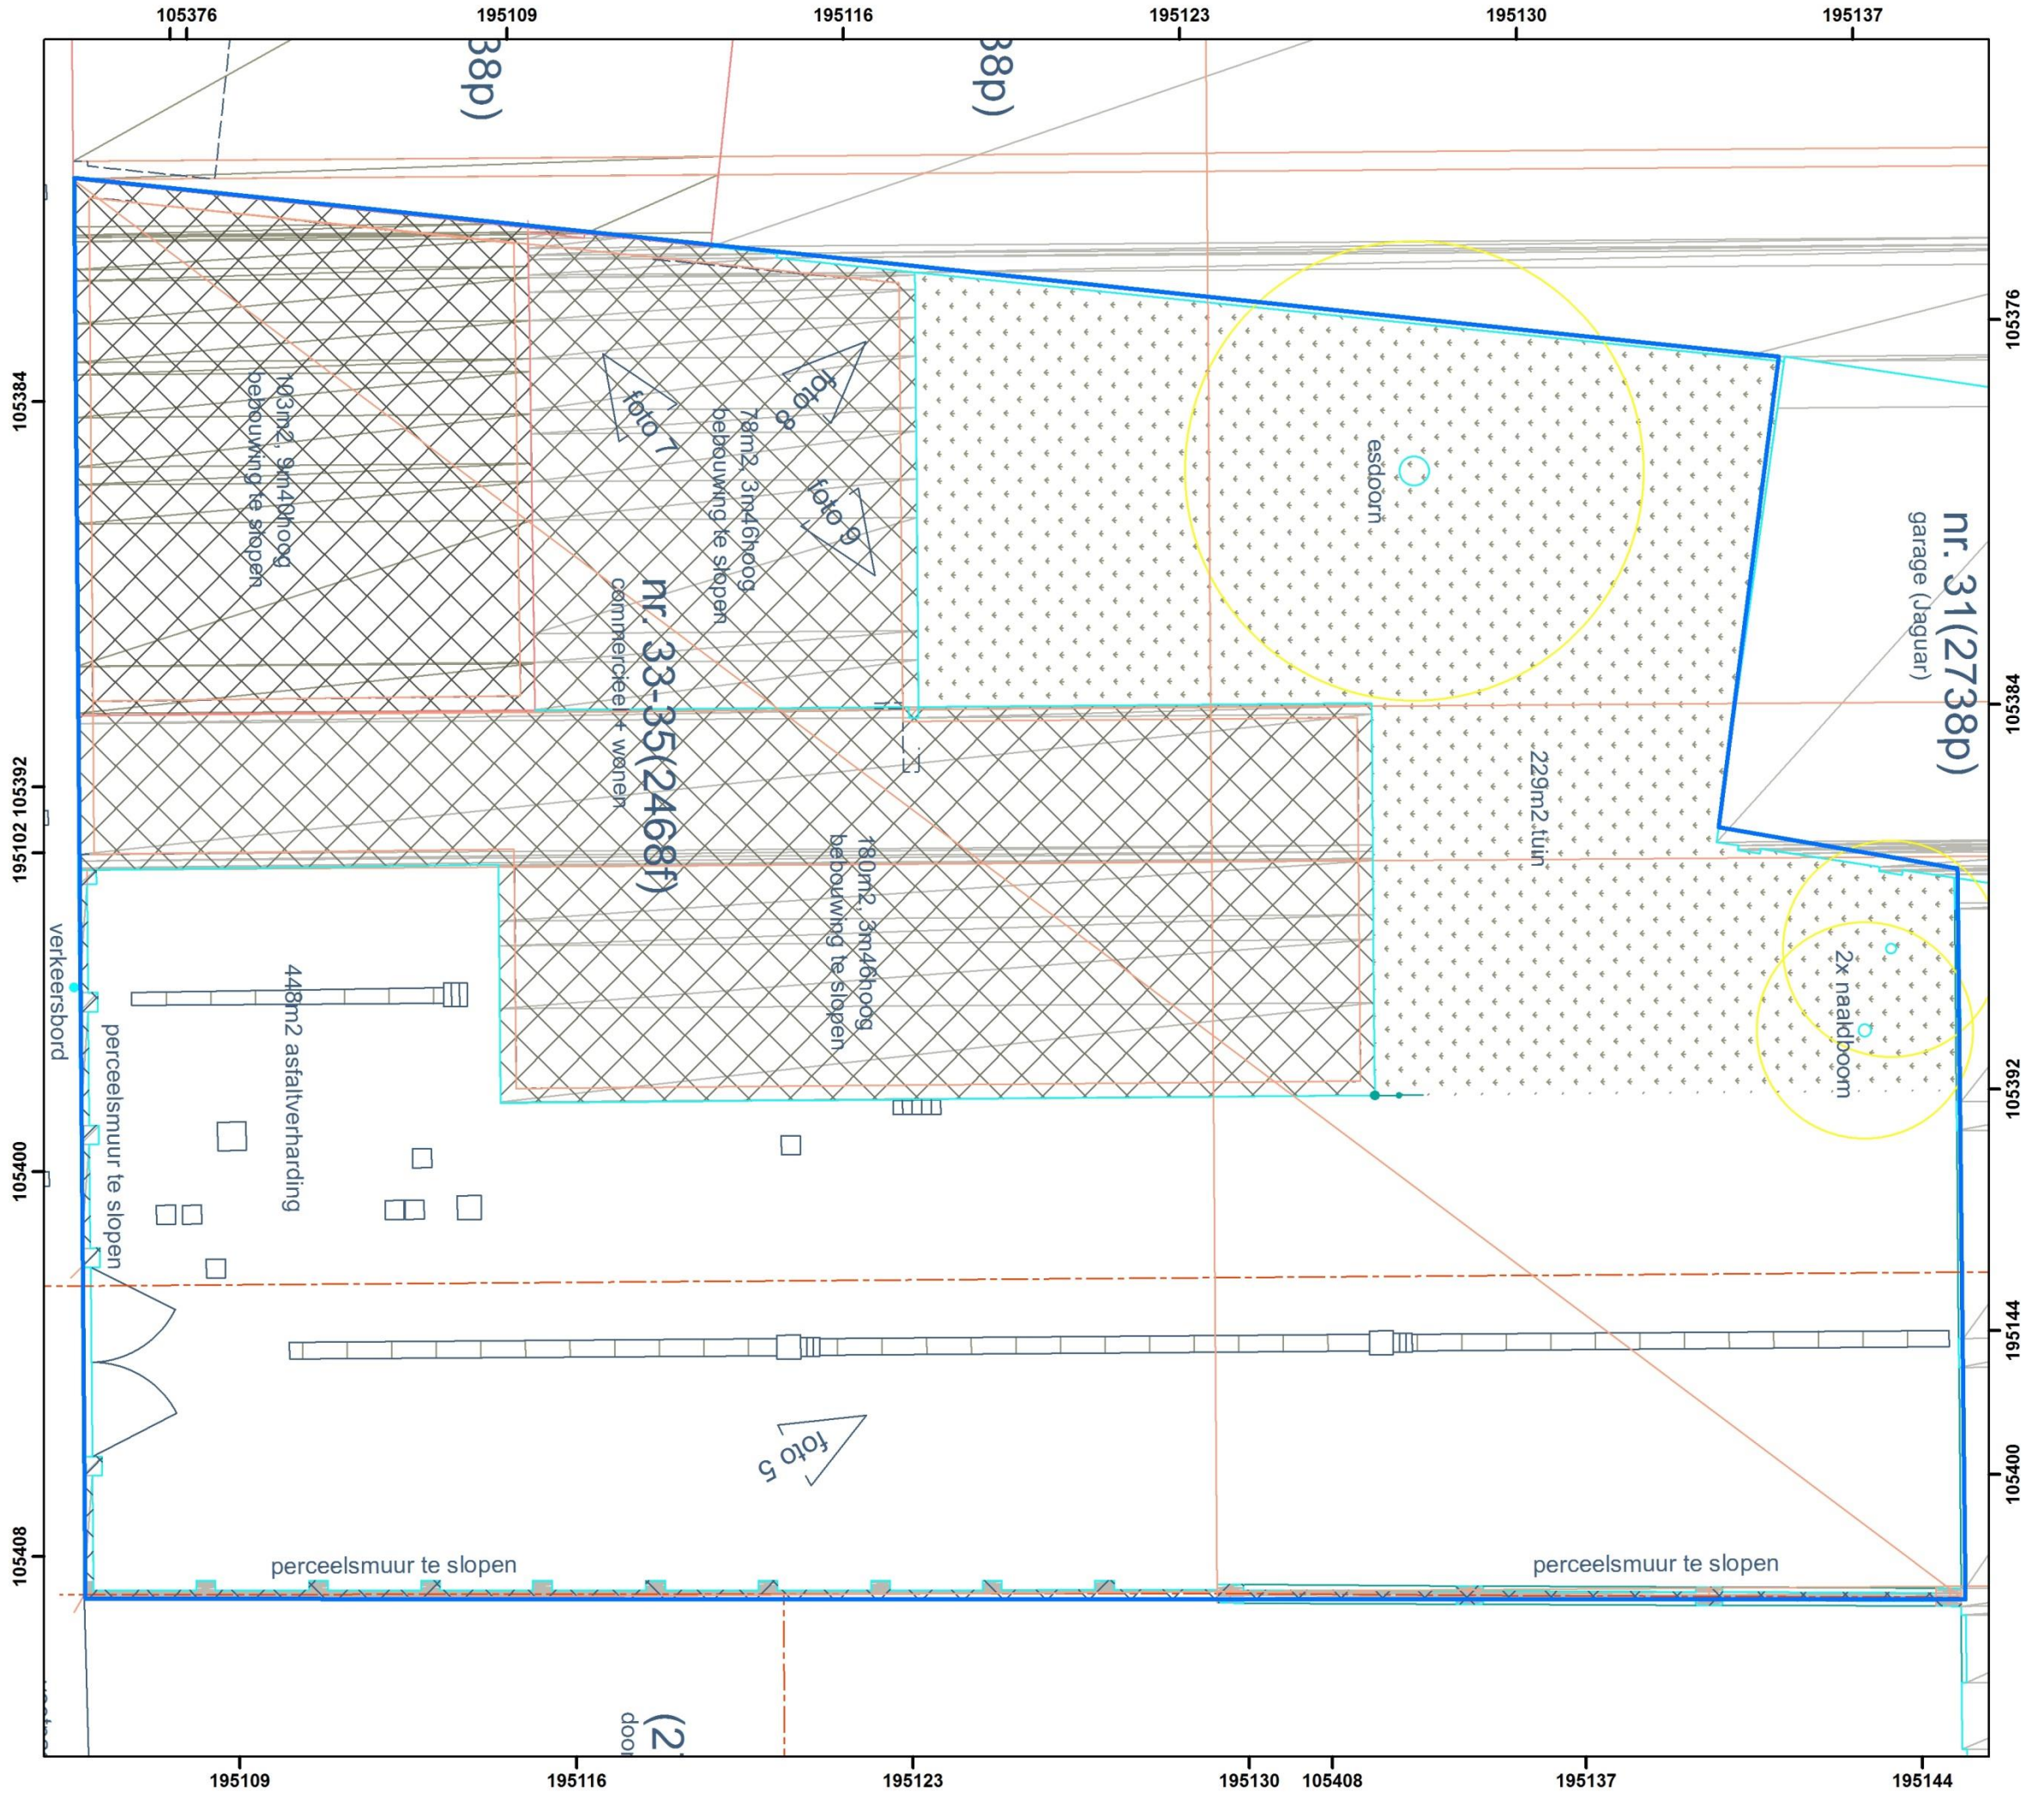 105376
195109
195116
195123
195130
195137
38p)
38p)
105384
105392
195102
105400
105408
105376
105384
105392
195144
105400
103m2, 9m40hoog
bebouwing te slopen
foto 7
foto 8
foto 9
78m2, 3m46hoog
bebouwing te slopen
esdoorn
nr. 31(2738p)
garage (Jaguar)
nr. 33-35(2468f)
commercieel + wonen
229m2 tuin
180m2, 3m46hoog
bebouwing te slopen
2x naaldboom
verkeersbord
448m2 asfaltverharding
perceelsmuur te slopen
foto 5
perceelsmuur te slopen
perceelsmuur te slopen
(2
door
195109
195116
195123
195130
105408
195137
195144